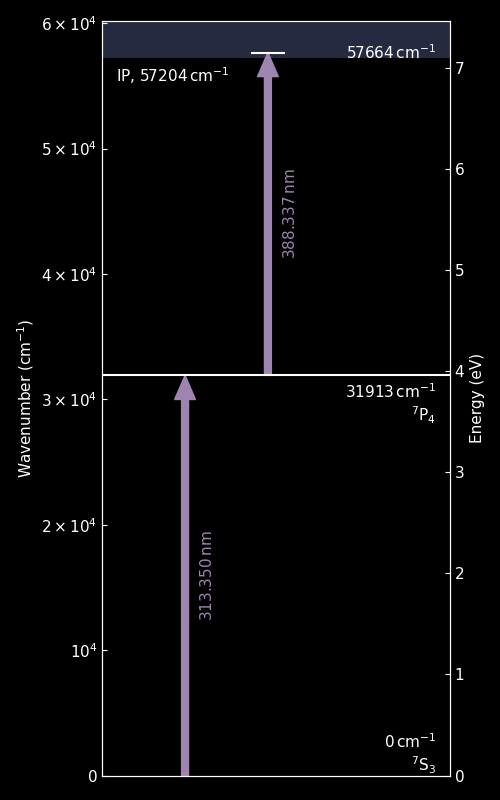 6 × 10⁴
57664 cm⁻¹
7
IP, 57204 cm⁻¹
5 × 10⁴
6
388.337 nm
4 × 10⁴
5
4
3 × 10⁴
31913 cm⁻¹
⁷P₄
Wavenumber (cm⁻¹)
Energy (eV)
3
2 × 10⁴
313.350 nm
2
10⁴
1
0 cm⁻¹
⁷S₃
0
0